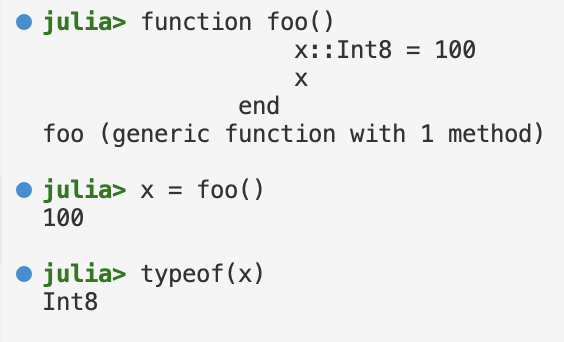 julia> function foo()
x::Int8 = 100
x
end
foo (generic function with 1 method)
julia> x = foo()
100
julia> typeof(x)
Int8